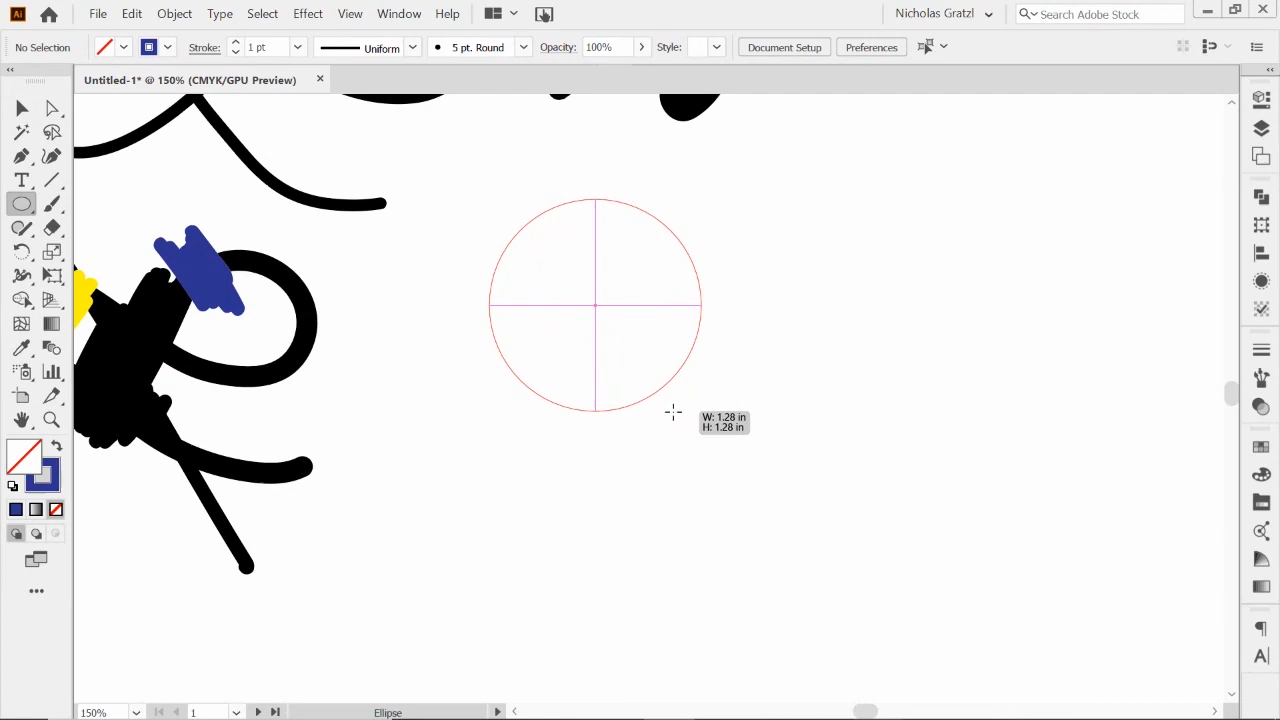 Ai File Edit Object Type Select Effect View Window Help Nicholas Gratzl Search Adobe Stock
No Selection Stroke: 1 pt Uniform 5 pt. Round Opacity: 100% Style: Document Setup Preferences
Untitled-1* @ 150% (CMYK/GPU Preview)
W: 1.28 in
H: 1.28 in
150% 1 Ellipse